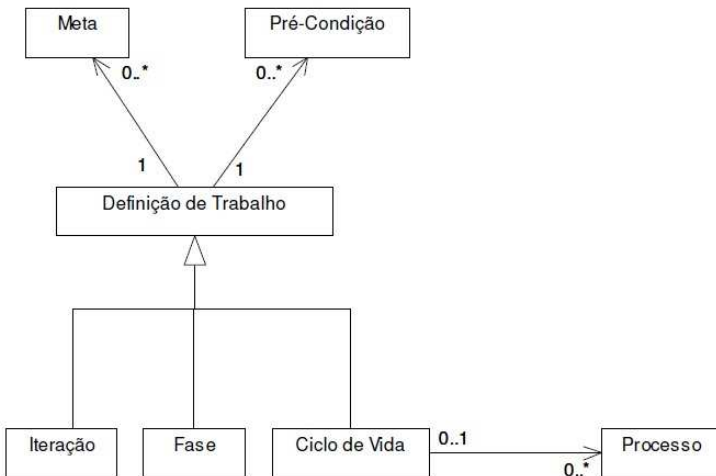 Meta
Pré-Condição
0..*
0..*
1
1
Definição de Trabalho
Iteração
Fase
Ciclo de Vida
0..1
0..*
Processo